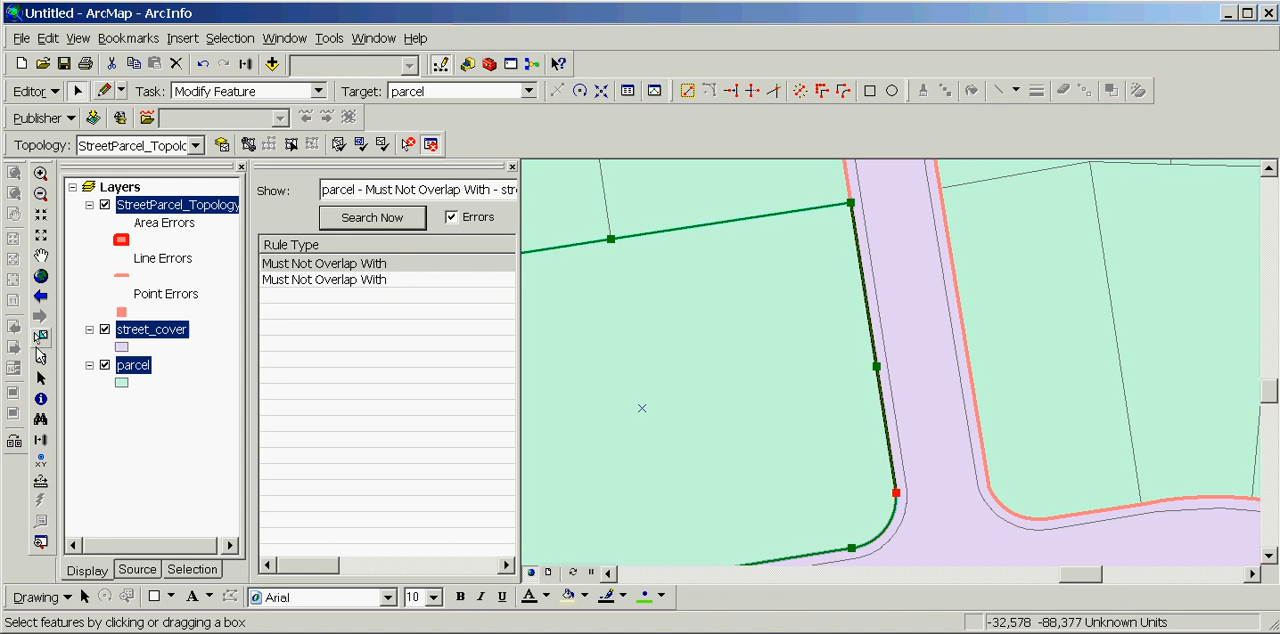 Untitled - ArcMap - ArcInfo
File Edit View Bookmarks Insert Selection Window Tools Window Help
Editor Task: Modify Feature Target: parcel
Publisher
Topology: StreetParcel_Topolo
Layers
StreetParcel_Topology
Area Errors
Line Errors
Point Errors
street_cover
parcel
Show: parcel - Must Not Overlap With - stre
Search Now Errors
Rule Type
Must Not Overlap With
Must Not Overlap With
XY
Display Source Selection
Drawing A Arial 10 B I U A
Select features by clicking or dragging a box
-32,578 -88,377 Unknown Units